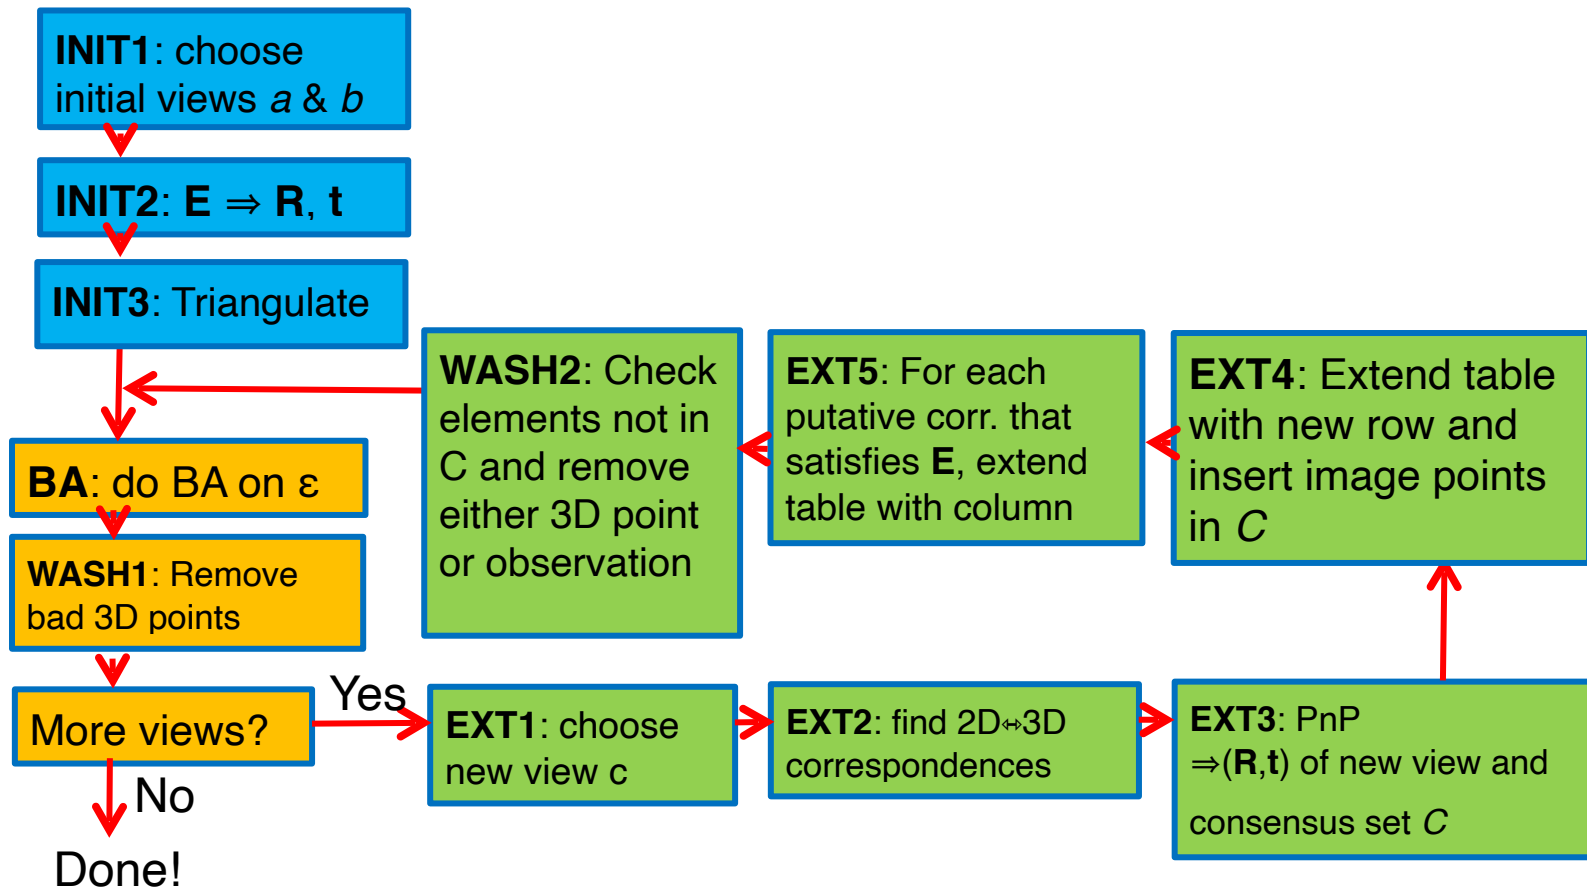 INIT1: choose
initial views a & b
INIT2: E ⇒ R, t
INIT3: Triangulate
BA: do BA on ε
WASH1: Remove
bad 3D points
More views?
Yes
No
Done!
EXT1: choose
new view c
EXT2: find 2D⇔3D
correspondences
EXT3: PnP
⇒(R,t) of new view and
consensus set C
EXT4: Extend table
with new row and
insert image points
in C
EXT5: For each
putative corr. that
satisfies E, extend
table with column
WASH2: Check
elements not in
C and remove
either 3D point
or observation